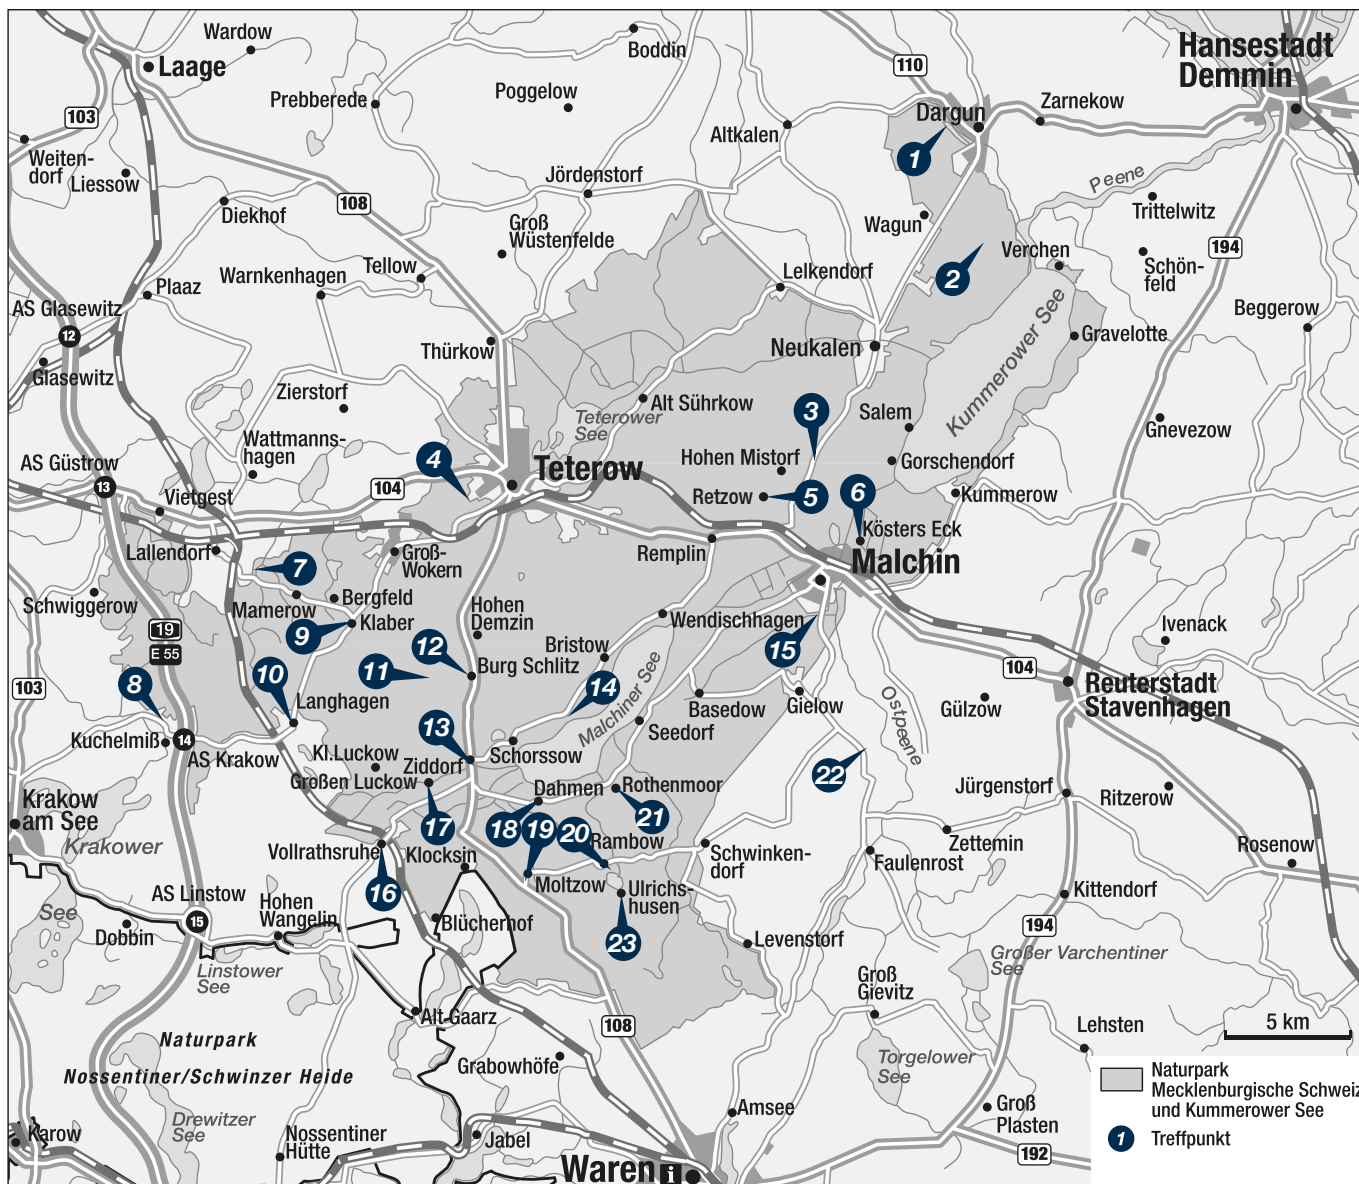 Wardow
Laage
Boddin
110
Hansestadt
Demmin
Prebberede
Poggelow
103
Dargun
Zarnekow
Altkalen
Weiten-
dorf
Liessow
1
Peene
Jördenstorf
108
Diekhof
Groß
Wüstenfelde
Wagun
Trittelwitz
Verchen
194
Schön-
feld
2
Tellow
Warnkenhagen
Plaaz
Lelkendorf
AS Glasewitz
12
Beggerow
Thürkow
Neukalen
Gravelotte
Glasewitz
Kummerower See
Zierstorf
Alt Sührkow
Teterower
See
3
Salem
Gnevezow
Wattmanns-
hagen
AS Güstrow
13
4
Teterow
Hohen Mistorf
Gorschendorf
104
Vietgest
Retzow
5
6
Kummerow
Kösters Eck
Lallendorf
Groß-
Wokern
Remplin
Malchin
7
Schwiggerow
Mamerow
Bergfeld
Hohen
Demzin
Wendischhagen
19
E 55
9
Klaber
Ivenack
12
Bristow
15
103
8
10
11
Burg Schlitz
104
Langhagen
14
Malchiner See
Basedow
Gielow
Ostpeene
Gülzow
Reuterstadt
Stavenhagen
Kuchelmiß
14
AS Krakow
13
Schorssow
Seedorf
Kl.Luckow
Ziddorf
Großen Luckow
22
Krakow
am See
Dahmen
Rothenmoor
Jürgenstorf
Ritzerow
Krakower
See
17
18
19
20
21
Rambow
Vollrathsruhe
Klocksin
Schwinken-
dorf
Zettemin
Faulenrost
Rosenow
16
Moltzow
Ulrichs-
husen
AS Linstow
15
Hohen
Wangelin
Kittendorf
Dobbin
Blücherhof
23
Levenstorf
194
Großer Varchentiner
See
Linstower
See
Groß
Gievitz
Alt Gaarz
108
Lehsten
5 km
Naturpark
Nossentiner/Schwinzer Heide
Grabowhöfe
Torgelower
See
Drewitzer
See
Amsee
Groß
Plasten
Karow
Nossentiner
Hütte
Jabel
Waren
i
192
Naturpark
Mecklenburgische Schweiz
und Kummerower See
1
Treffpunkt